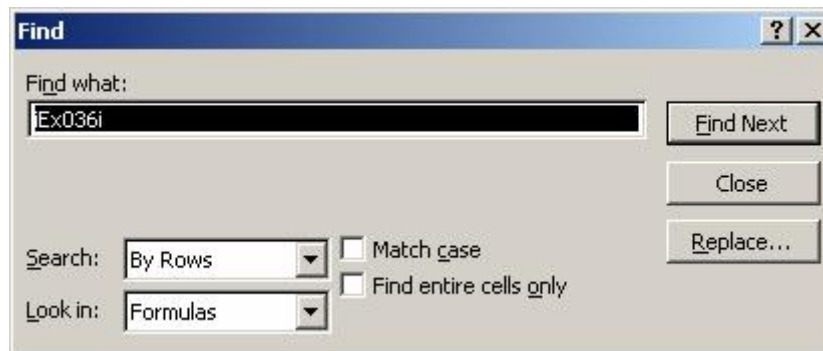 Find
Find what:
iEx036i
Find Next
Close
Replace...
Search: By Rows
Match case
Find entire cells only
Look in: Formulas